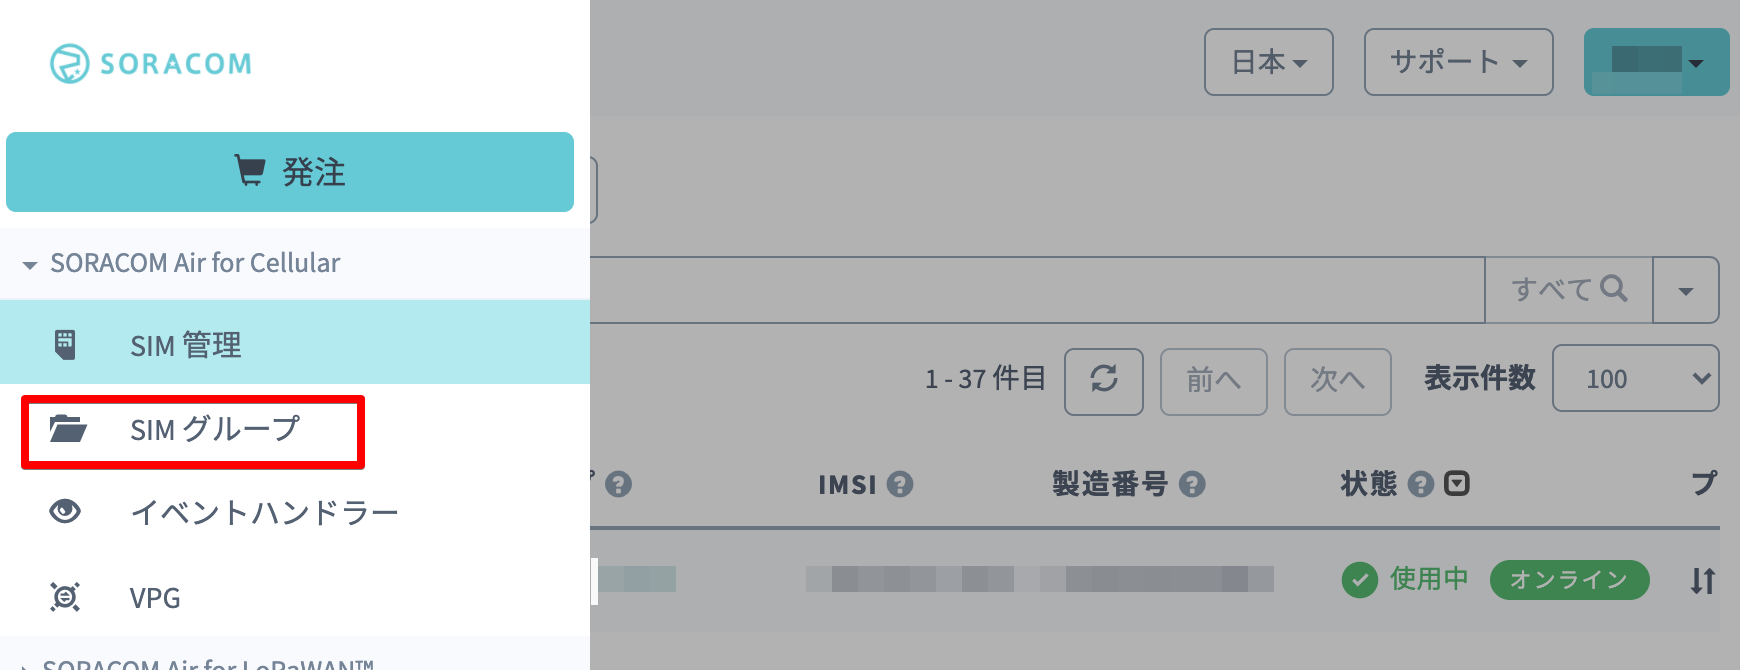 SORACOM
日本
サポート
発注
SORACOM Air for Cellular
すべて
SIM 管理
1 - 37 件目
前へ
次へ
表示件数
100
SIM グループ
IMSI
製造番号
状態
プ
イベントハンドラー
使用中
オンライン
VPG
SORACOM Air for LoRaWAN™